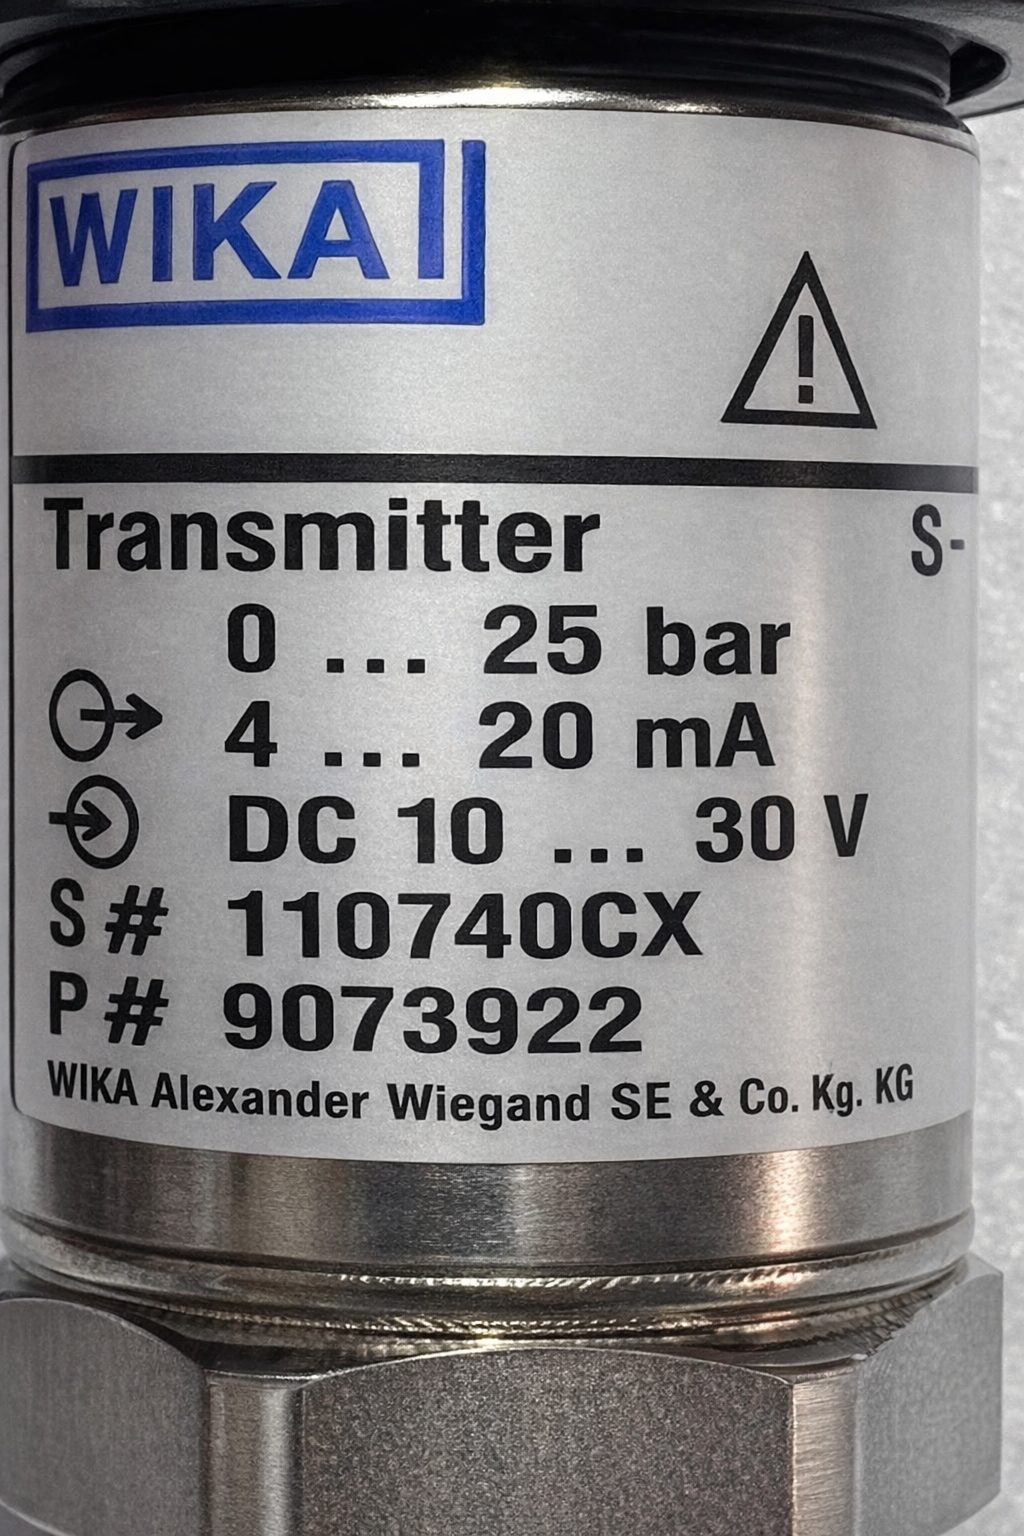 WIKA
!
Transmitter S-
0 ... 25 bar
4 ... 20 mA
DC 10 ... 30 V
S # 110740CX
P # 9073922
WIKA Alexander Wiegand SE & Co. Kg. KG